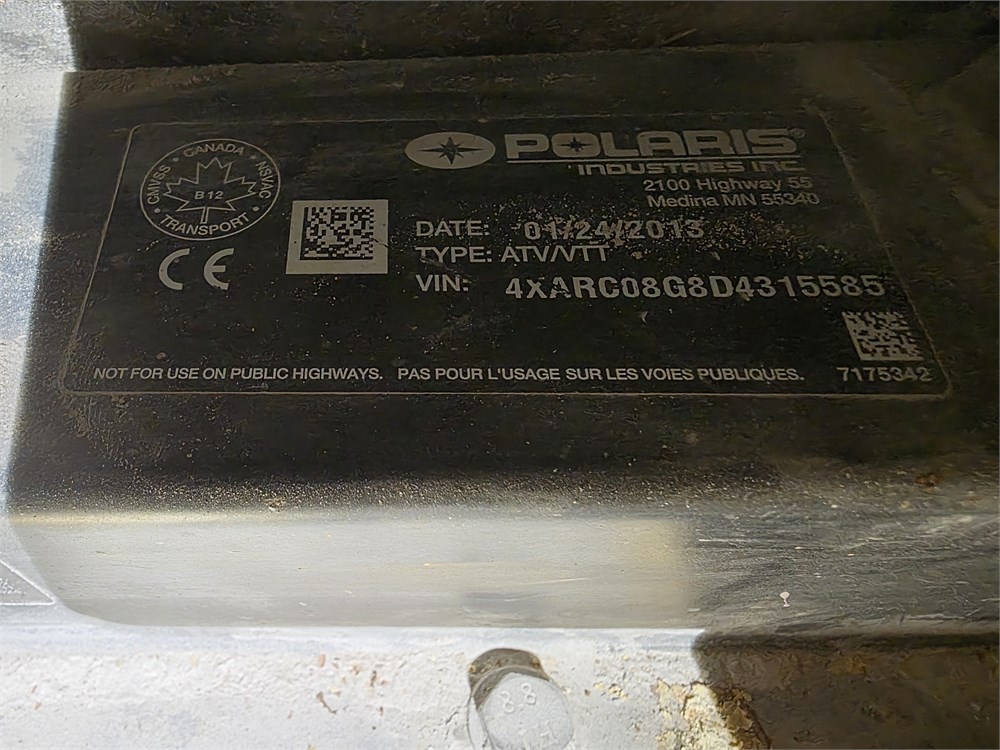 CANADA
CMVSS NSVAC
B12
TRANSPORT
CE
POLARIS®
INDUSTRIES INC
2100 Highway 55
Medina MN 55340
DATE: 01/24/2013
TYPE: ATV/VTT
VIN: 4XARC08G8D4315585
NOT FOR USE ON PUBLIC HIGHWAYS. PAS POUR L'USAGE SUR LES VOIES PUBLIQUES. 7175342
8.8